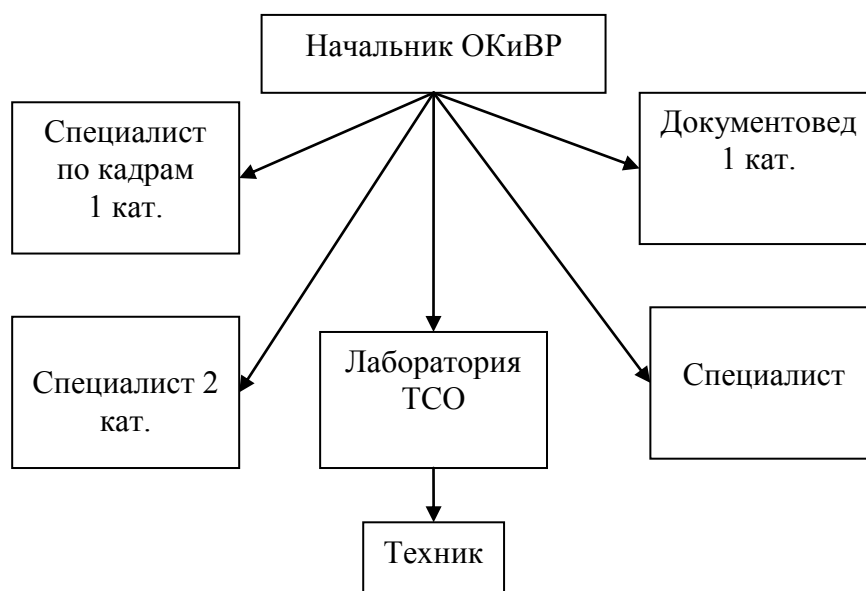 Начальник ОКиВР
Специалист
по кадрам
1 кат.
Документовед
1 кат.
Специалист 2
кат.
Лаборатория
ТСО
Специалист
Техник